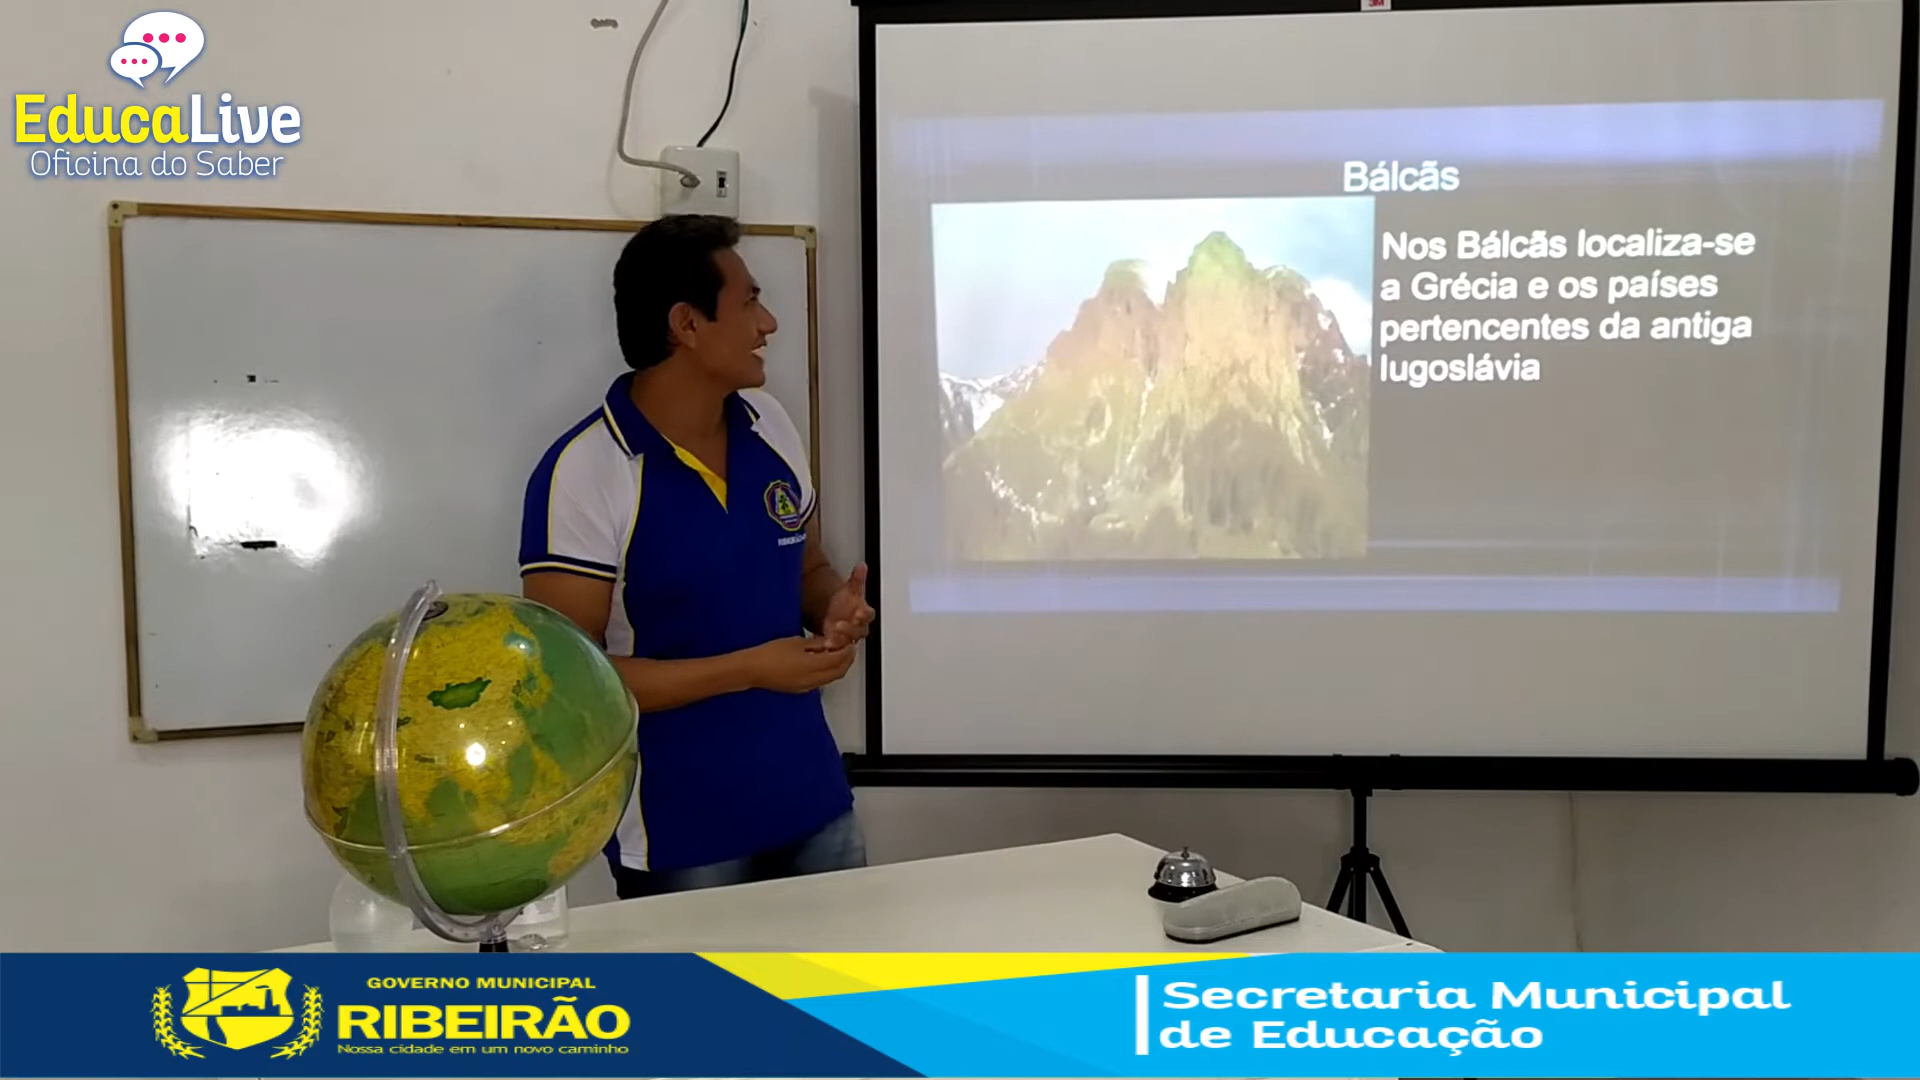 EducaLive
Oficina do Saber
3M
Bálcãs
Nos Bálcãs localiza-se
a Grécia e os países
pertencentes da antiga
Iugoslávia
GOVERNO MUNICIPAL
RIBEIRÃO
Nossa cidade em um novo caminho
Secretaria Municipal
de Educação